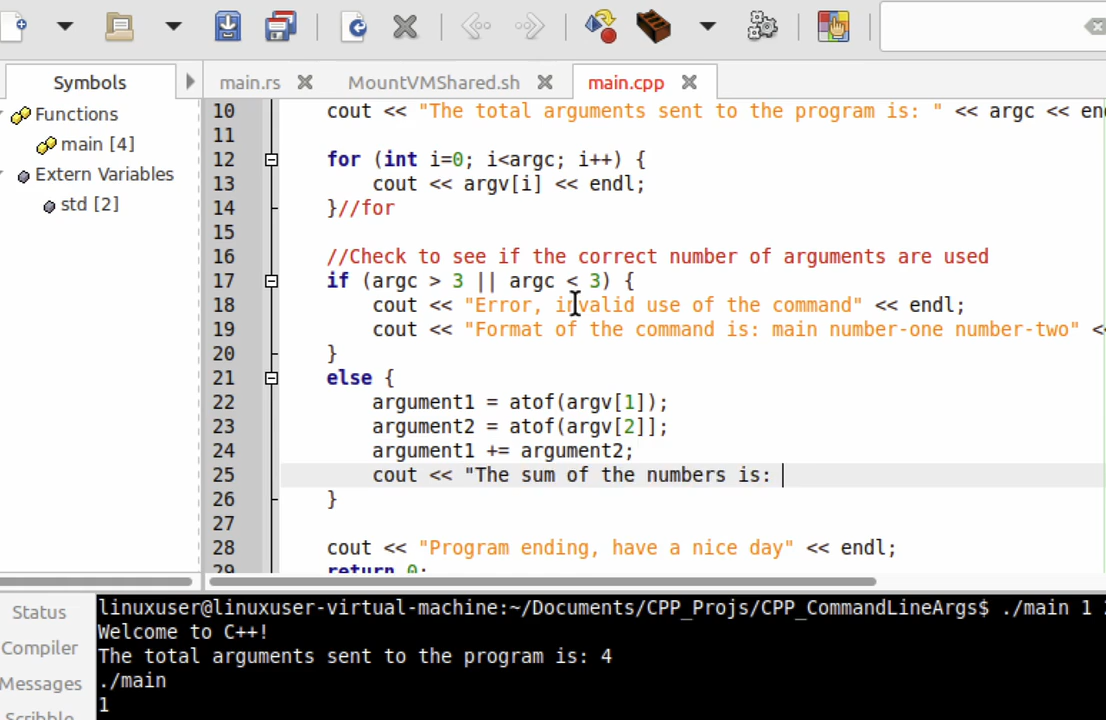 Symbols
main.rs
MountVMShared.sh
main.cpp
Functions
main [4]
Extern Variables
std [2]
10 cout << "The total arguments sent to the program is: " << argc << en
11
12 for (int i=0; i<argc; i++) {
13 cout << argv[i] << endl;
14 }//for
15
16 //Check to see if the correct number of arguments are used
17 if (argc > 3 || argc < 3) {
18 cout << "Error, invalid use of the command" << endl;
19 cout << "Format of the command is: main number-one number-two" <<
20 }
21 else {
22 argument1 = atof(argv[1]);
23 argument2 = atof(argv[2]];
24 argument1 += argument2;
25 cout << "The sum of the numbers is:
26 }
27
28 cout << "Program ending, have a nice day" << endl;
29 return 0;
Status
Compiler
Messages
Scribble
linuxuser@linuxuser-virtual-machine:~/Documents/CPP_Projs/CPP_CommandLineArgs$ ./main 1
Welcome to C++!
The total arguments sent to the program is: 4
./main
1